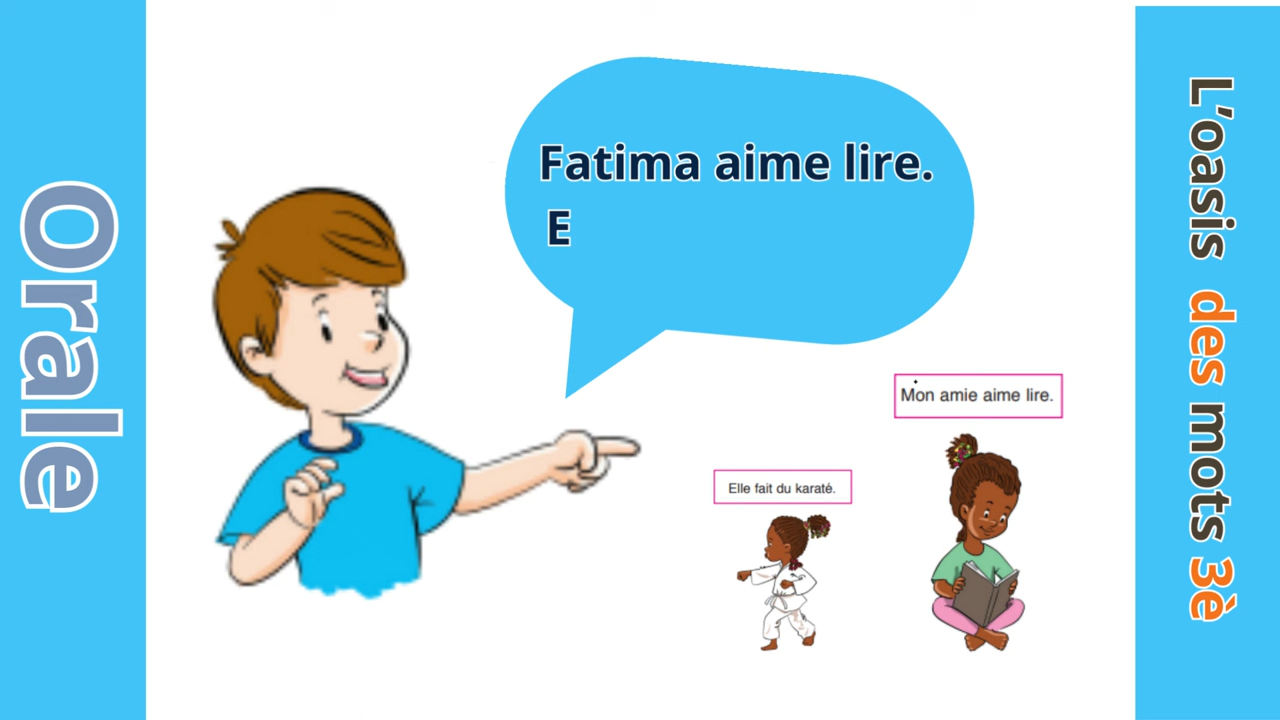 Orale
Fatima aime lire.
E
Mon amie aime lire.
Elle fait du karaté.
L'oasis des mots 3è